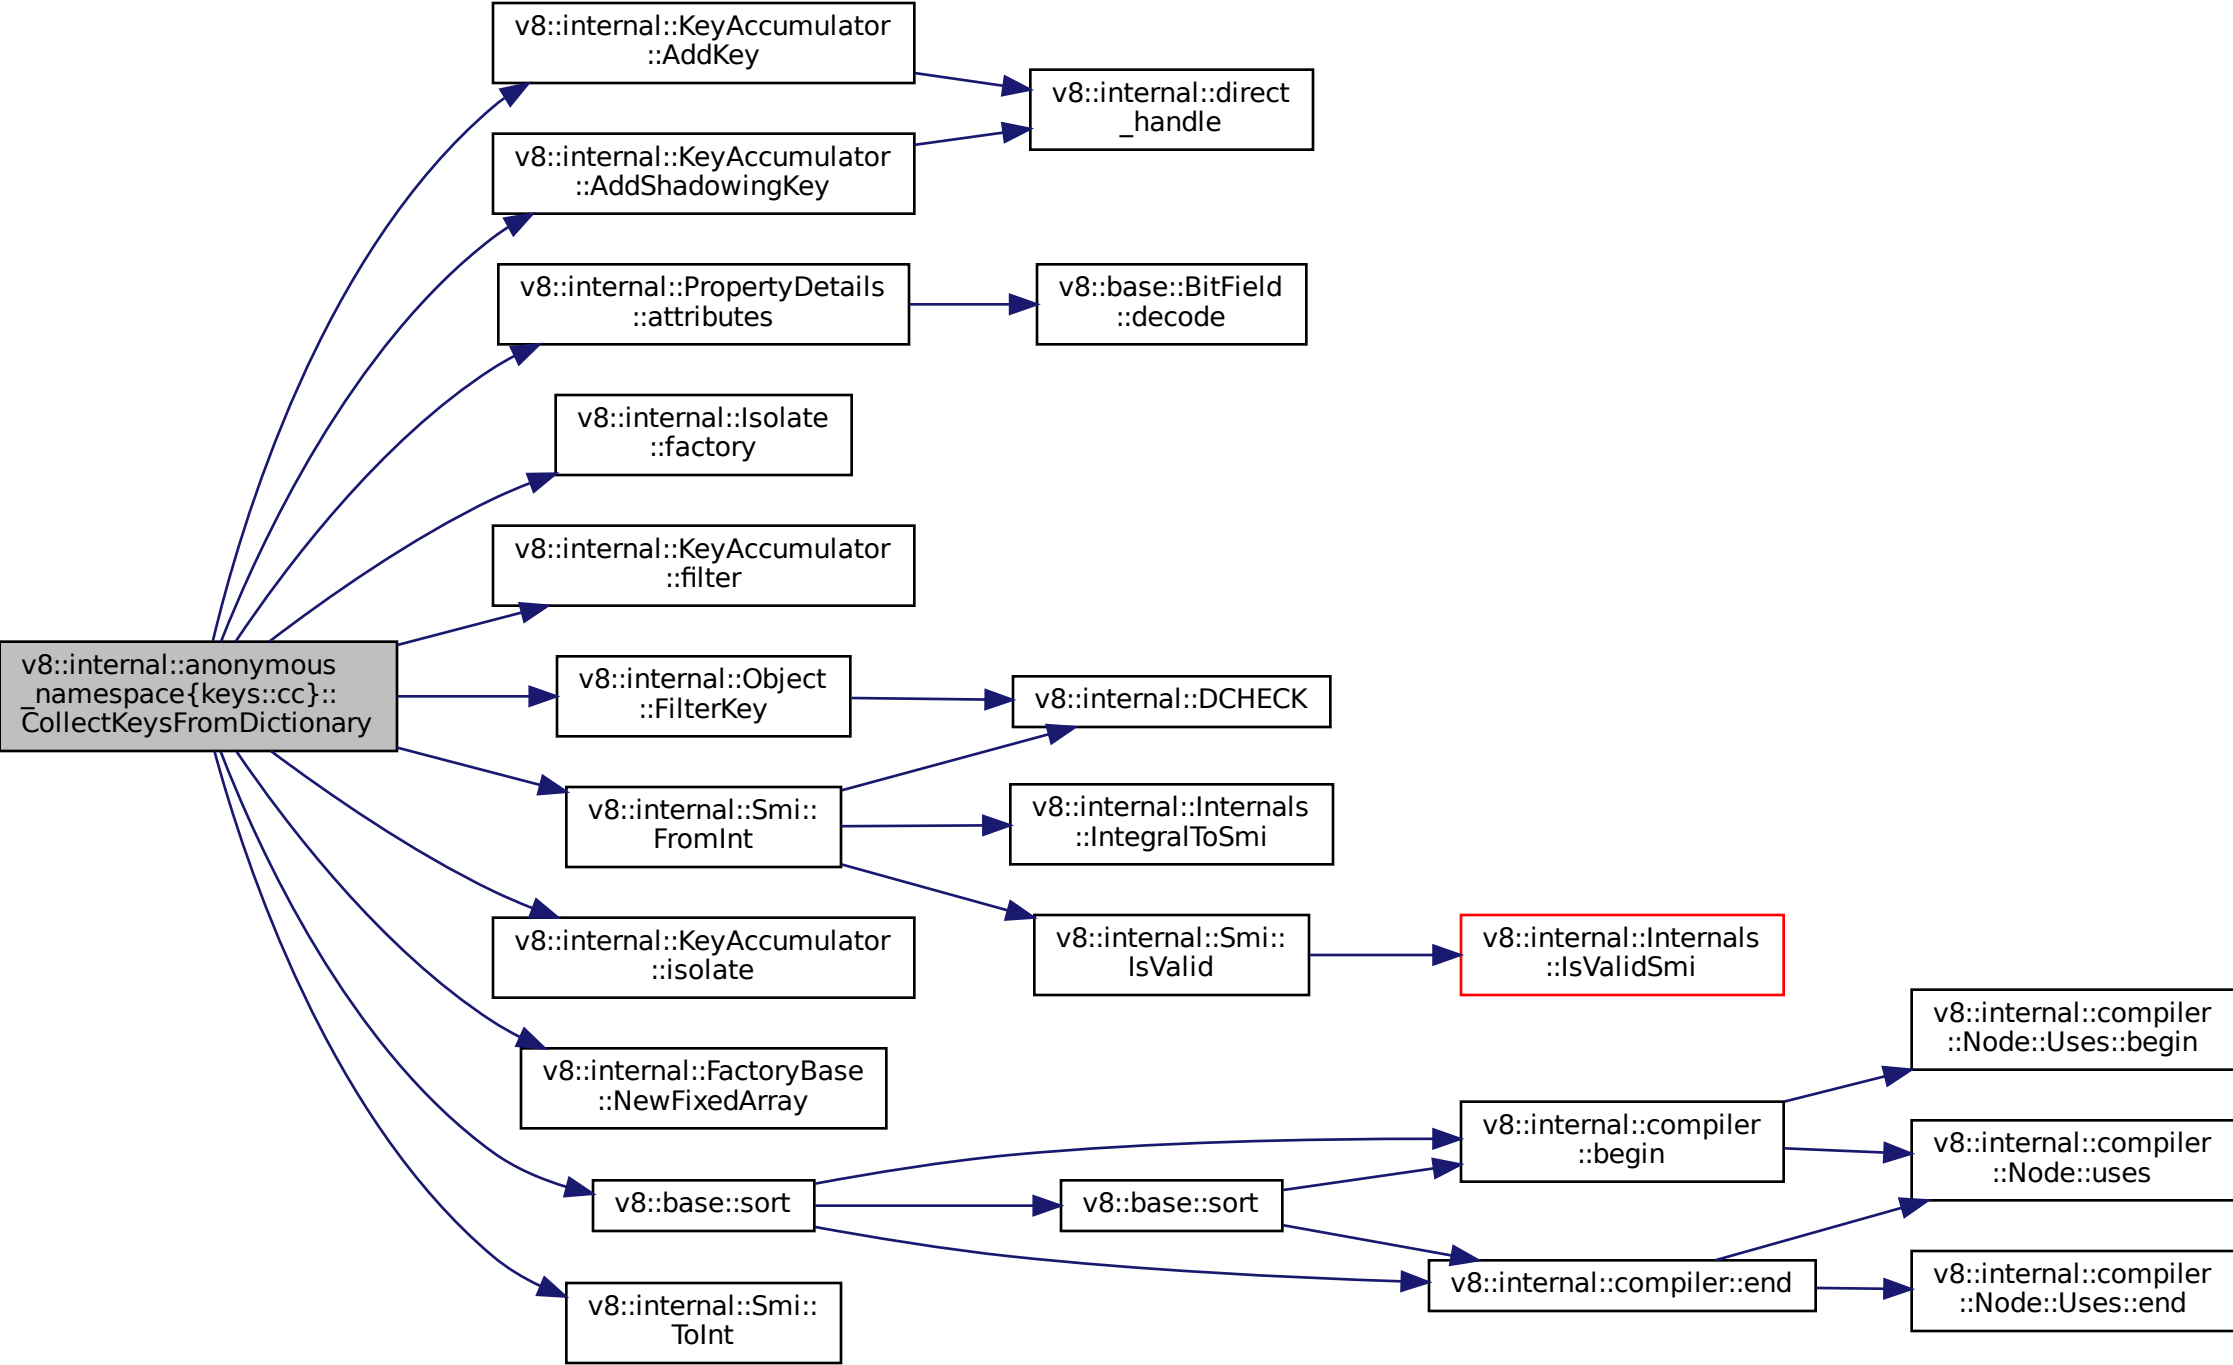 v8::internal::KeyAccumulator
::AddKey
v8::internal::direct
_handle
v8::internal::KeyAccumulator
::AddShadowingKey
v8::internal::PropertyDetails
::attributes
v8::base::BitField
::decode
v8::internal::Isolate
::factory
v8::internal::KeyAccumulator
::filter
v8::internal::anonymous
_namespace{keys::cc}::
CollectKeysFromDictionary
v8::internal::Object
::FilterKey
v8::internal::DCHECK
v8::internal::Smi::
FromInt
v8::internal::Internals
::IntegralToSmi
v8::internal::KeyAccumulator
::isolate
v8::internal::Smi::
IsValid
v8::internal::Internals
::IsValidSmi
v8::internal::compiler
::Node::Uses::begin
v8::internal::FactoryBase
::NewFixedArray
v8::internal::compiler
::begin
v8::internal::compiler
::Node::uses
v8::base::sort
v8::base::sort
v8::internal::compiler::end
v8::internal::compiler
::Node::Uses::end
v8::internal::Smi::
ToInt